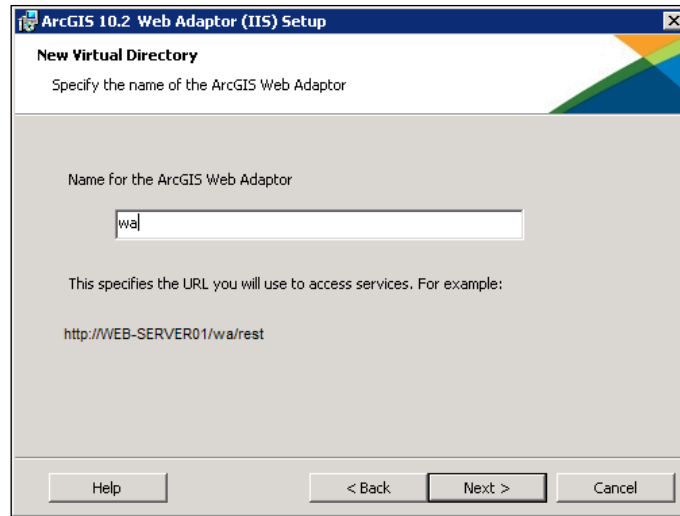 ArcGIS 10.2 Web Adaptor (IIS) Setup
New Virtual Directory
Specify the name of the ArcGIS Web Adaptor
Name for the ArcGIS Web Adaptor
wa
This specifies the URL you will use to access services. For example:
http://WEB-SERVER01/wa/rest
Help < Back Next > Cancel